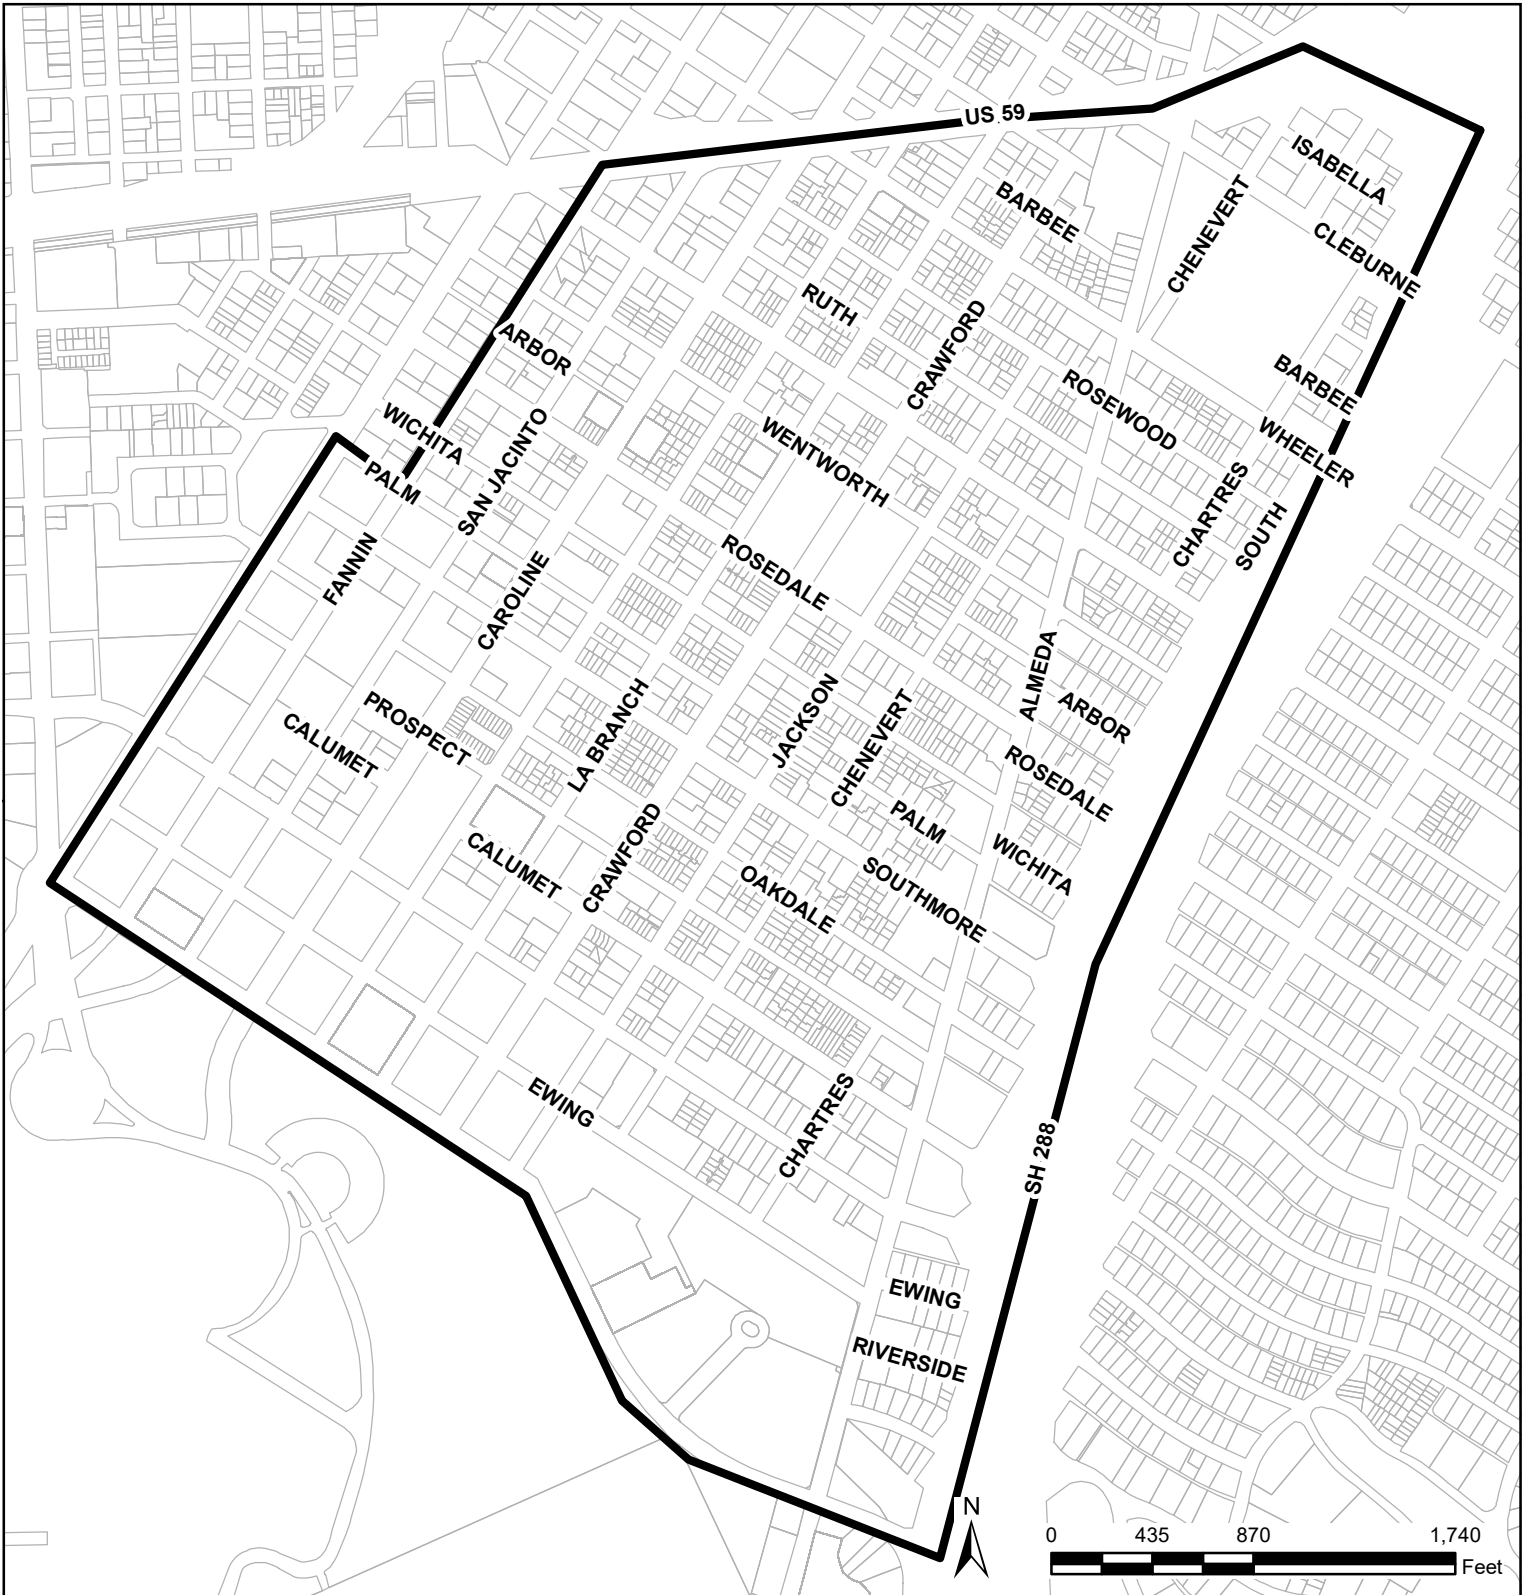 US 59
ISABELLA
BARBEE
CHENEVERT
CLEBURNE
RUTH
CRAWFORD
ARBOR
BARBEE
ROSEWOOD
WICHITA
SAN JACINTO
WENTWORTH
WHEELER
PALM
CHARTRES
SOUTH
FANNIN
CAROLINE
ROSEDALE
ALMEDA
ARBOR
PROSPECT
CALUMET
LA BRANCH
JACKSON
CHENEVERT
ROSEDALE
PALM
CALUMET
CRAWFORD
OAKDALE
SOUTHMORE
WICHITA
EWING
CHARTRES
SH 288
EWING
RIVERSIDE
N
0 435 870 1,740
Feet